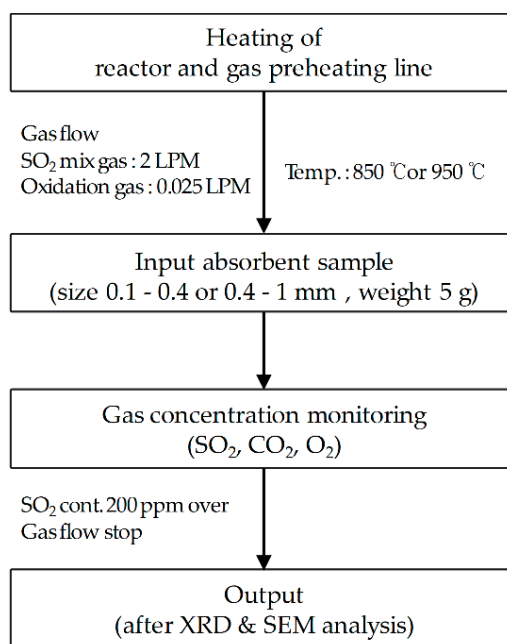 Heating of
reactor and gas preheating line
Gas flow
SO₂ mix gas : 2 LPM
Oxidation gas : 0.025 LPM
Temp. : 850 ℃ or 950 ℃
Input absorbent sample
(size 0.1 - 0.4 or 0.4 - 1 mm , weight 5 g)
Gas concentration monitoring
(SO₂, CO₂, O₂)
SO₂ cont. 200 ppm over
Gas flow stop
Output
(after XRD & SEM analysis)